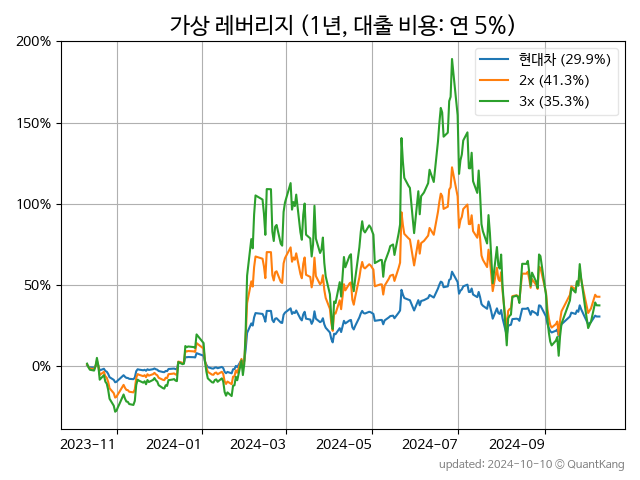 가상 레버리지 (1년, 대출 비용: 연 5%)
현대차 (29.9%)
2x (41.3%)
3x (35.3%)
200%
150%
100%
50%
0%
2023-11 2024-01 2024-03 2024-05 2024-07 2024-09
updated: 2024-10-10 © QuantKang